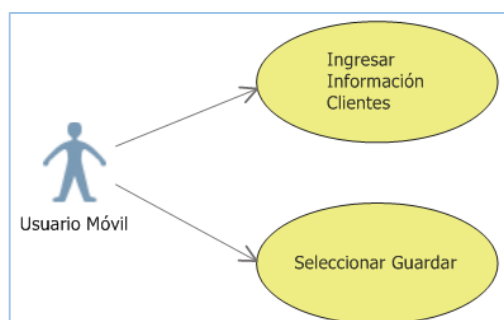 Ingresar
Información
Clientes
Usuario Móvil
Seleccionar Guardar